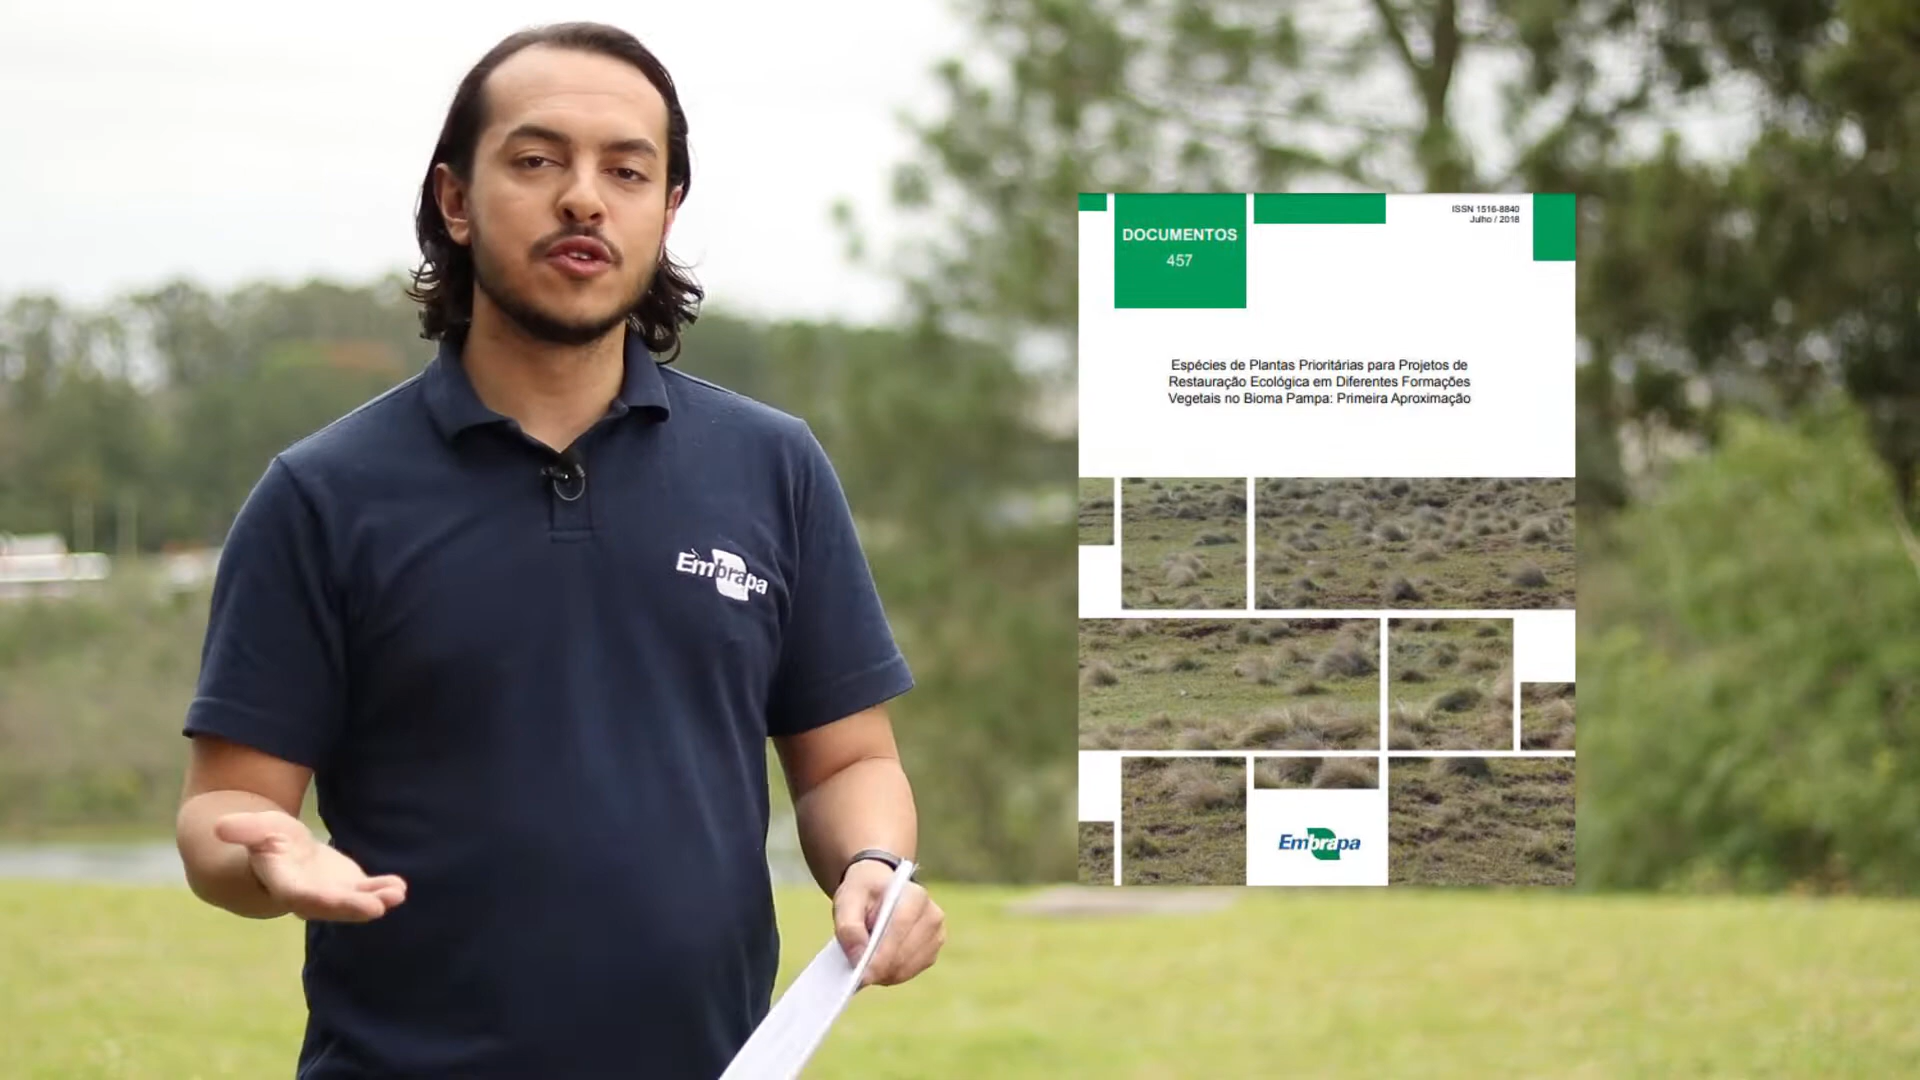 Embrapa
DOCUMENTOS
457
ISSN 1516-8840
Julho / 2018
Espécies de Plantas Prioritárias para Projetos de
Restauração Ecológica em Diferentes Formações
Vegetais no Bioma Pampa: Primeira Aproximação
Embrapa